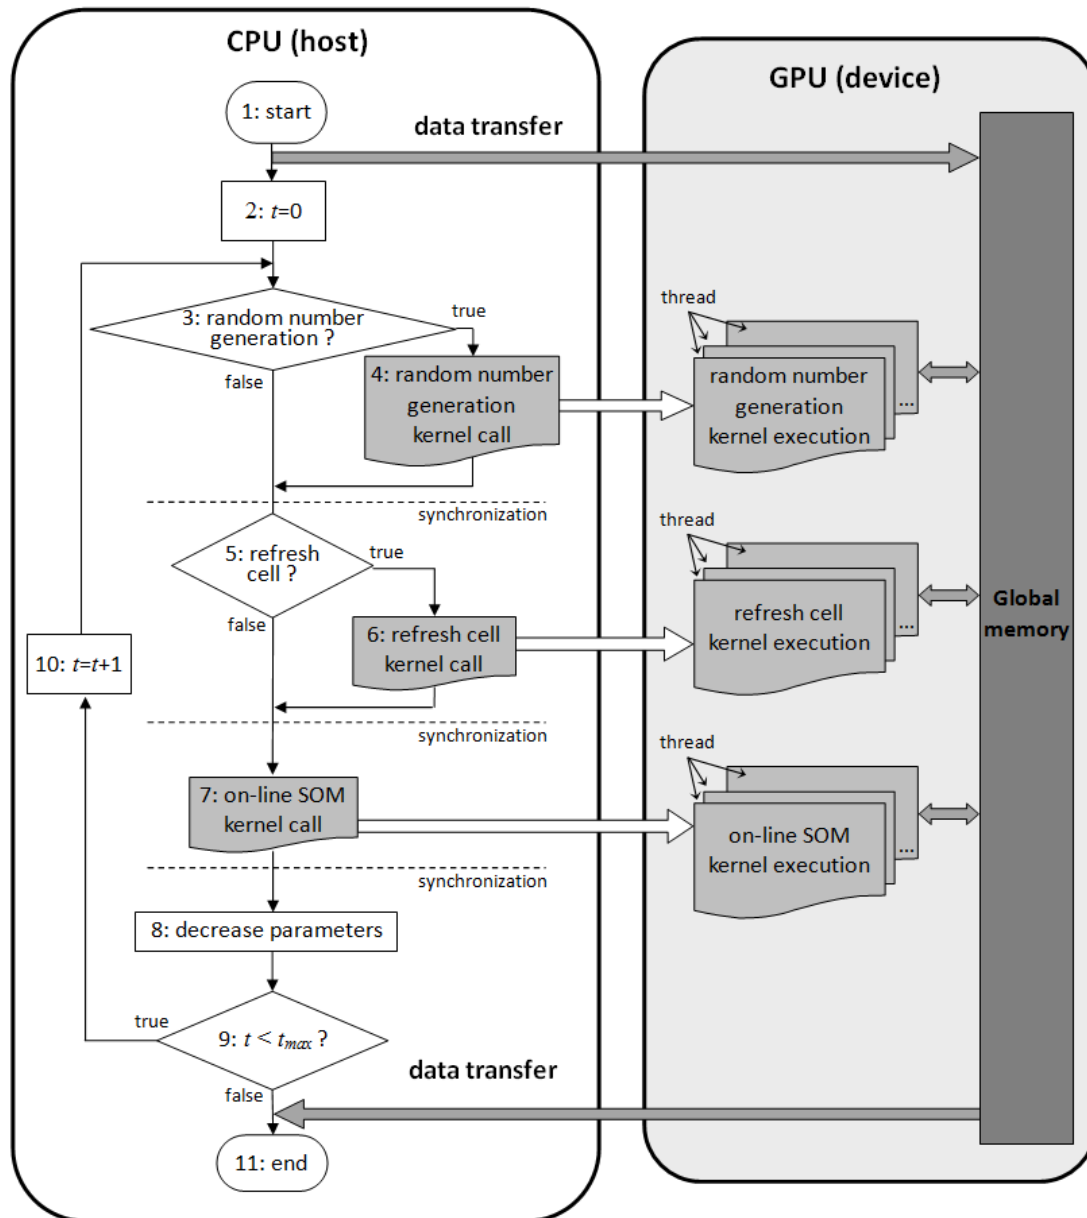 CPU (host)
1: start
data transfer
2: t=0
3: random number
generation ?
true
false
4: random number
generation
kernel call
synchronization
5: refresh
cell ?
true
false
6: refresh cell
kernel call
10: t=t+1
synchronization
7: on-line SOM
kernel call
synchronization
8: decrease parameters
true
9: t < tmax ?
data transfer
false
11: end
GPU (device)
thread
random number
generation
kernel execution
...
thread
refresh cell
kernel execution
...
Global
memory
thread
on-line SOM
kernel execution
...